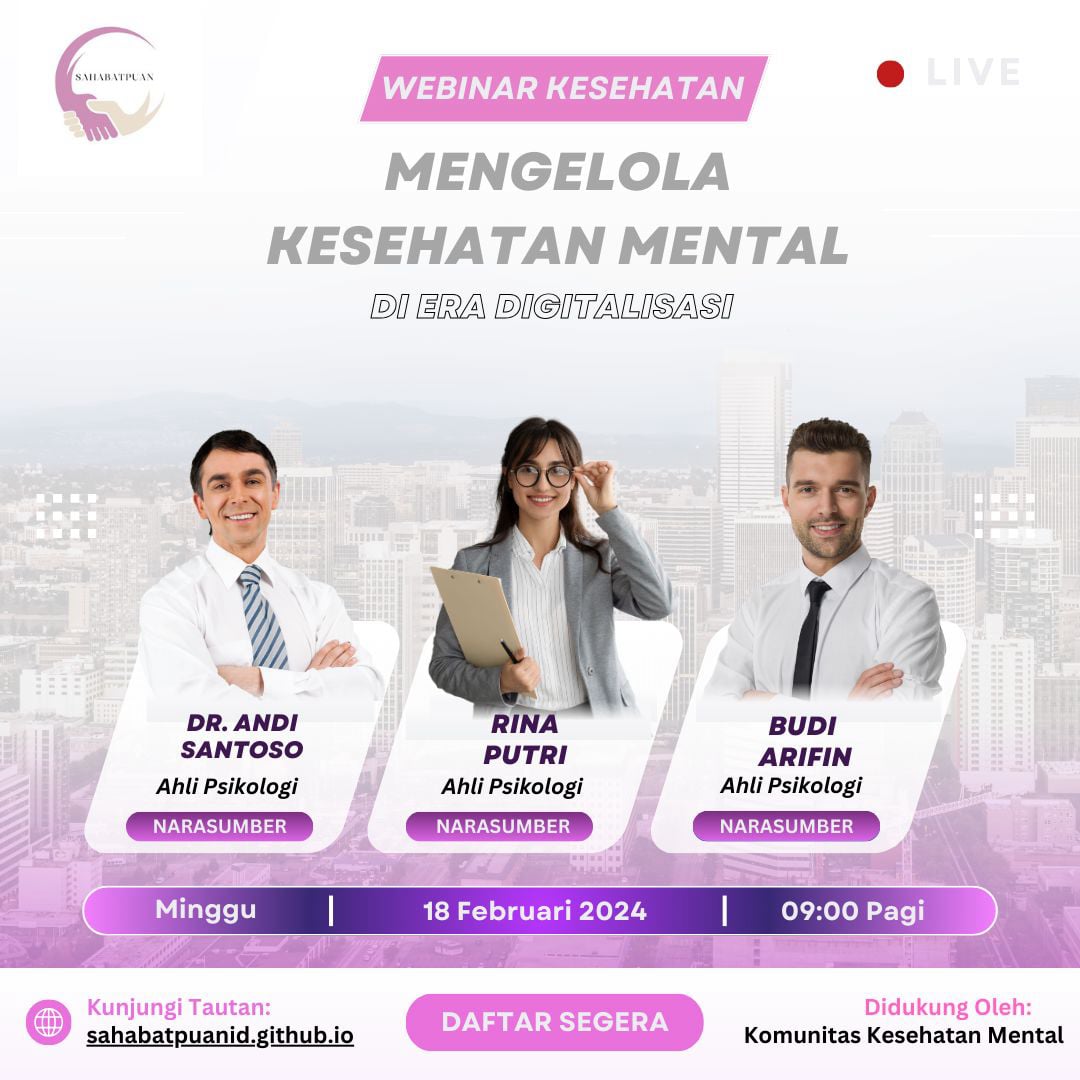 SAHABATPUAN
WEBINAR KESEHATAN
LIVE
MENGELOLA
KESEHATAN MENTAL
DI ERA DIGITALISASI
DR. ANDI
SANTOSO
Ahli Psikologi
NARASUMBER
RINA
PUTRI
Ahli Psikologi
NARASUMBER
BUDI
ARIFIN
Ahli Psikologi
NARASUMBER
Minggu | 18 Februari 2024 | 09:00 Pagi
Kunjungi Tautan:
sahabatpuanid.github.io
DAFTAR SEGERA
Didukung Oleh:
Komunitas Kesehatan Mental